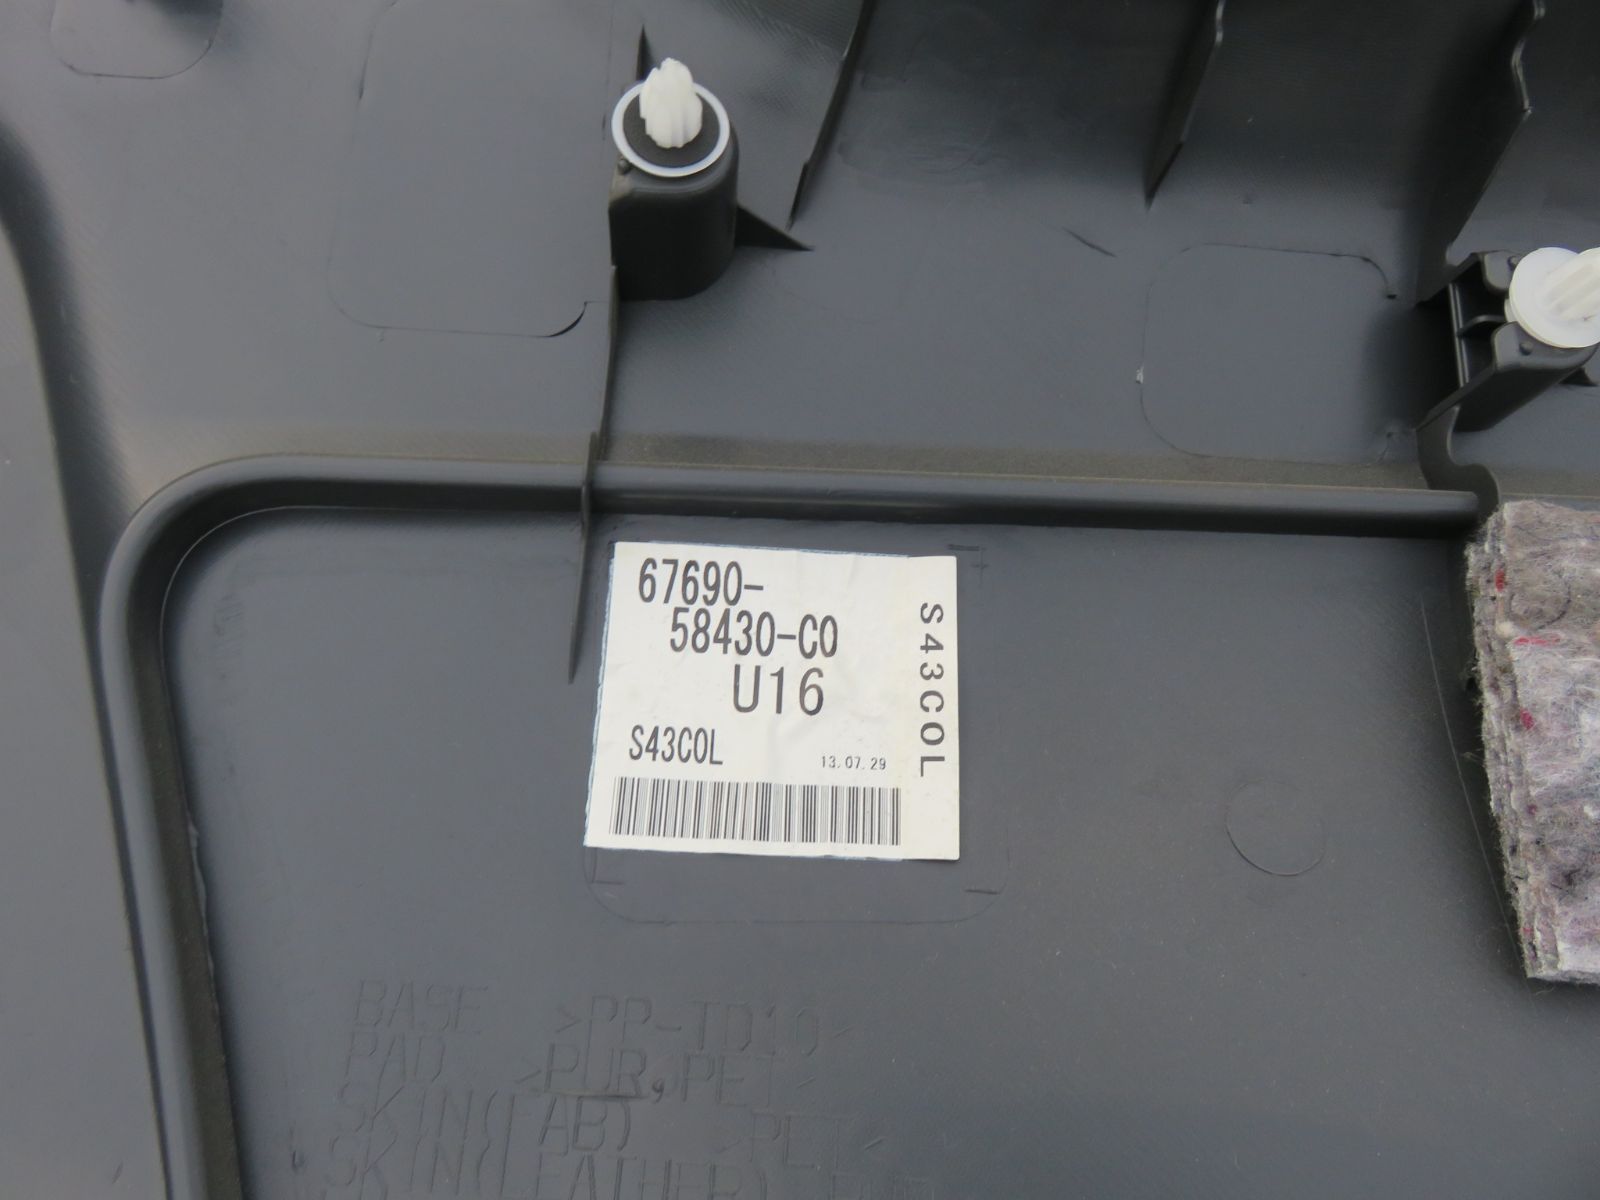 67690-
58430-C0
U16
S43C0L
13.07.29
S43C0L
BASE >PP-TD10<
PAD >PUR,PET<
SKIN(FAB) >PET<
SKIN(LEATHER)